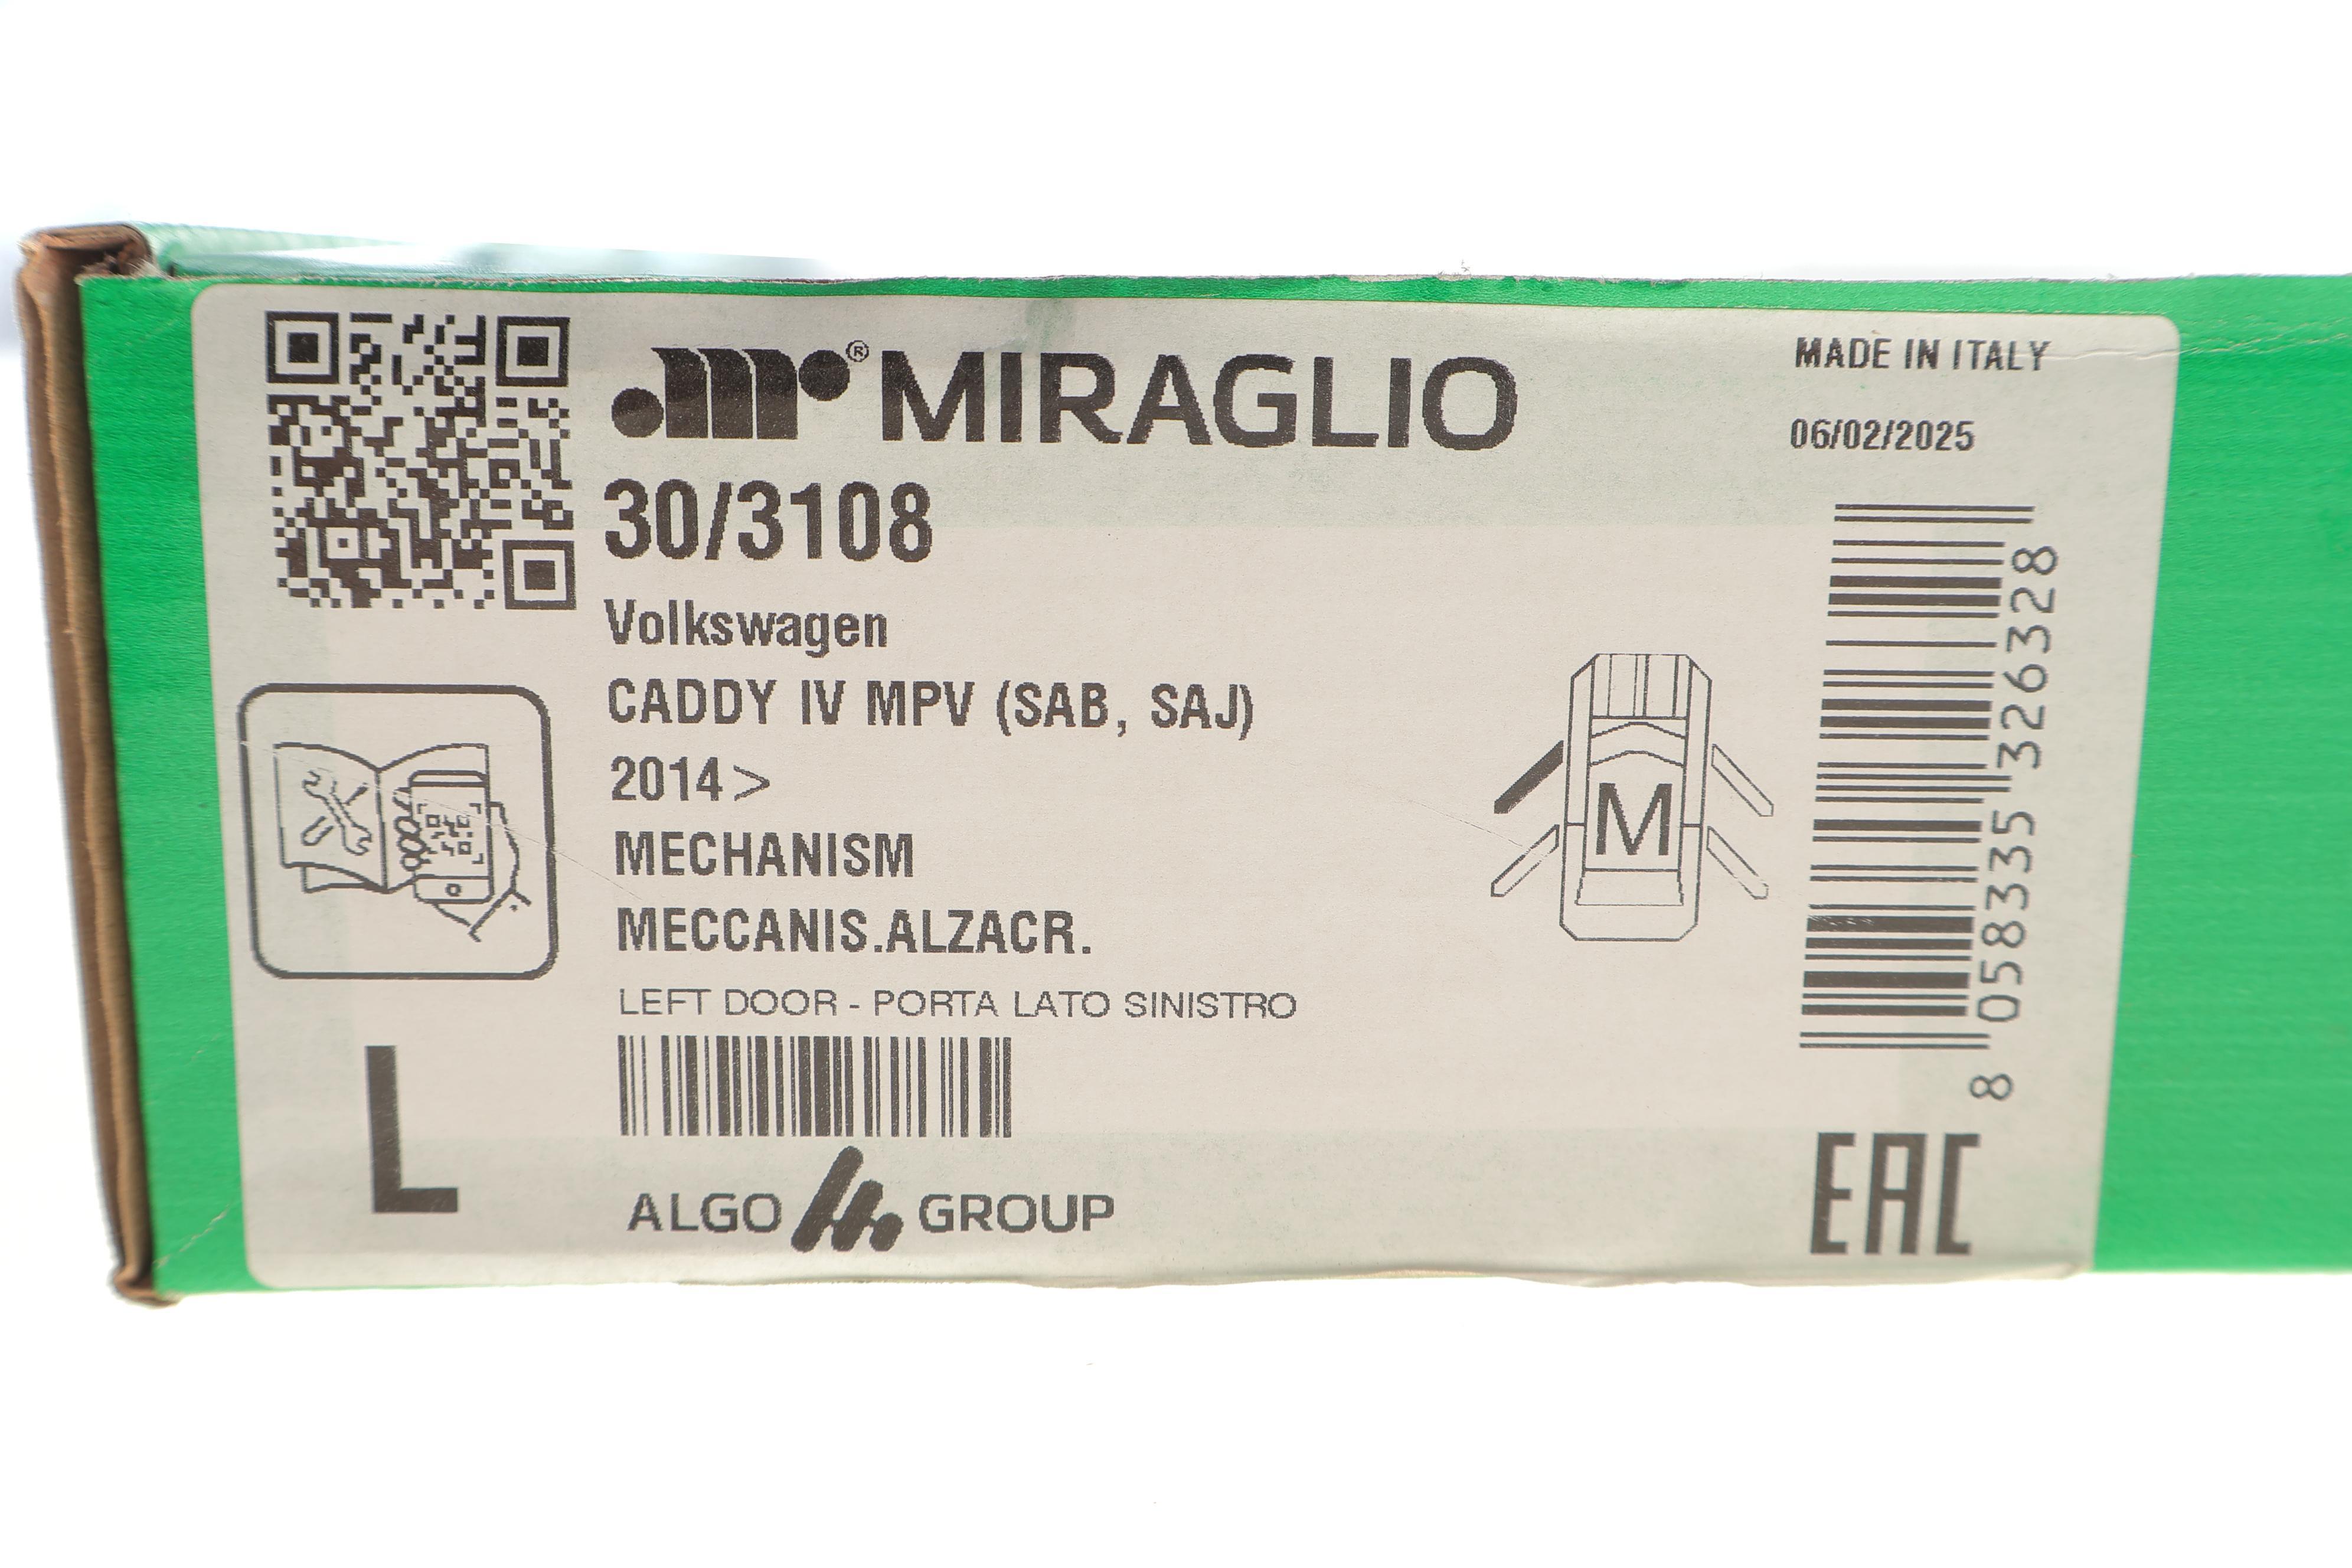 MIRAGLIO
®
MADE IN ITALY
06/02/2025
30/3108
Volkswagen
CADDY IV MPV (SAB, SAJ)
2014>
MECHANISM
MECCANIS.ALZACR.
LEFT DOOR - PORTA LATO SINISTRO
M
L
ALGO GROUP
8 058335 326328
EAC